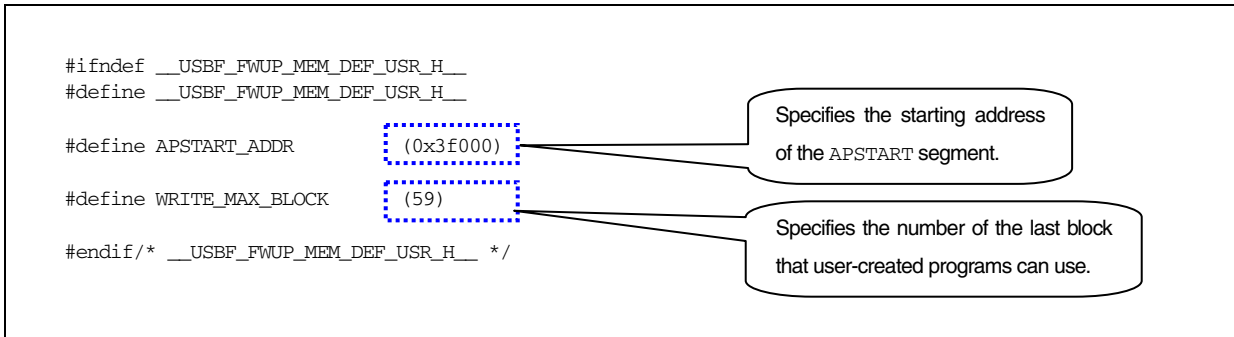 #ifndef __USBF_FWUP_MEM_DEF_USR_H__
#define __USBF_FWUP_MEM_DEF_USR_H__
#define APSTART_ADDR (0x3f000)
Specifies the starting address
of the APSTART segment.
#define WRITE_MAX_BLOCK (59)
Specifies the number of the last block
that user-created programs can use.
#endif/* __USBF_FWUP_MEM_DEF_USR_H__ */